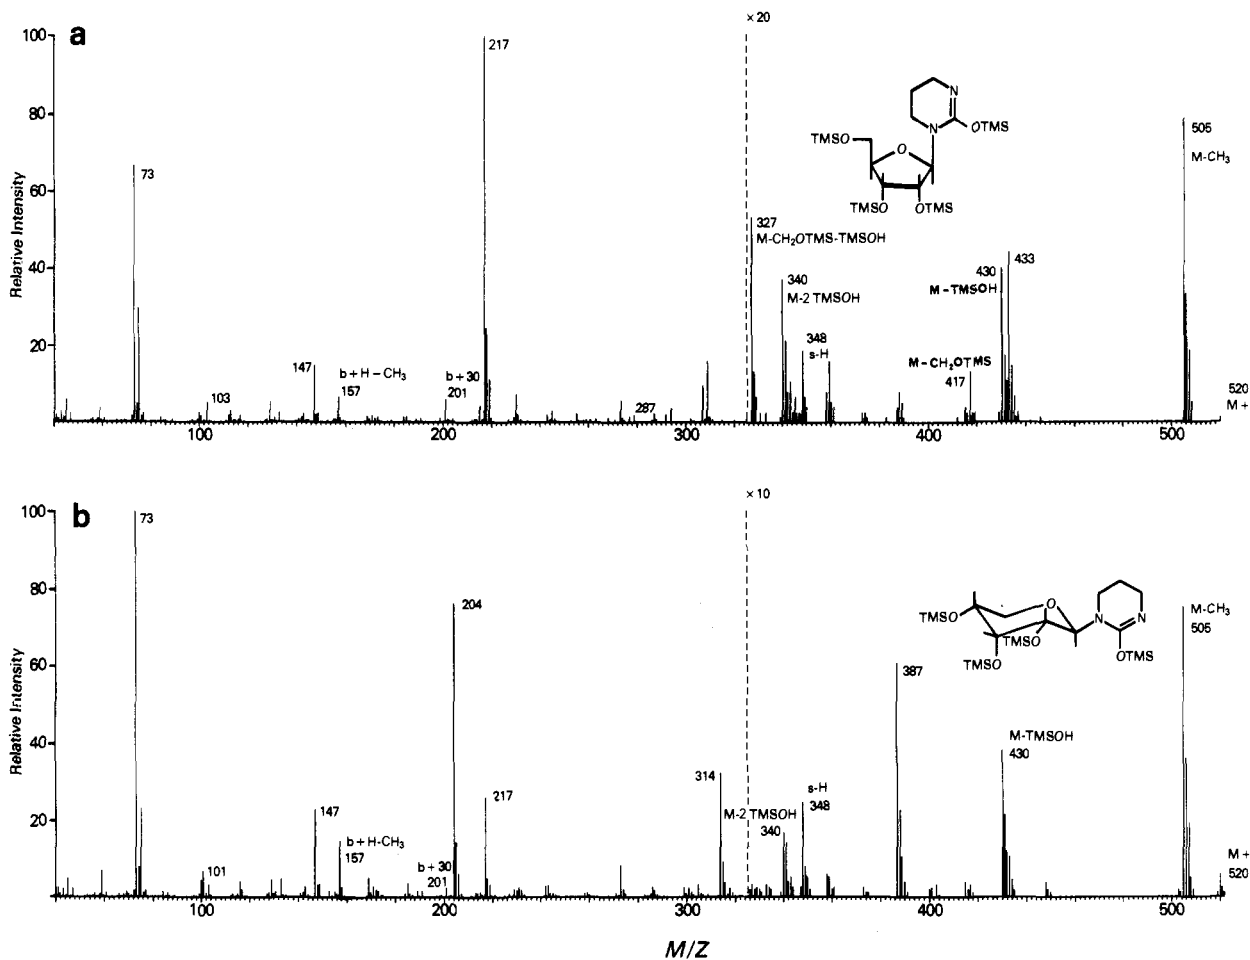 a
× 20
100
80
60
40
20
Relative Intensity
217
505
M-CH₃
N
N
OTMS
TMSO
O
TMSO
OTMS
73
327
M-CH₂OTMS-TMSOH
340
M-2 TMSOH
348
s-H
430
433
M-TMSOH
M-CH₂OTMS
417
147
b + H – CH₃
157
b + 30
201
103
287
520
M +
100
200
300
400
500
b
× 10
100
80
60
40
20
Relative Intensity
73
204
M-CH₃
505
TMSO
O
N
N
TMSO
TMSO
OTMS
387
M-TMSOH
430
314
s-H
348
M-2 TMSOH
340
217
147
b + H-CH₃
157
b + 30
201
101
M +
520
100
200
300
400
500
M/Z